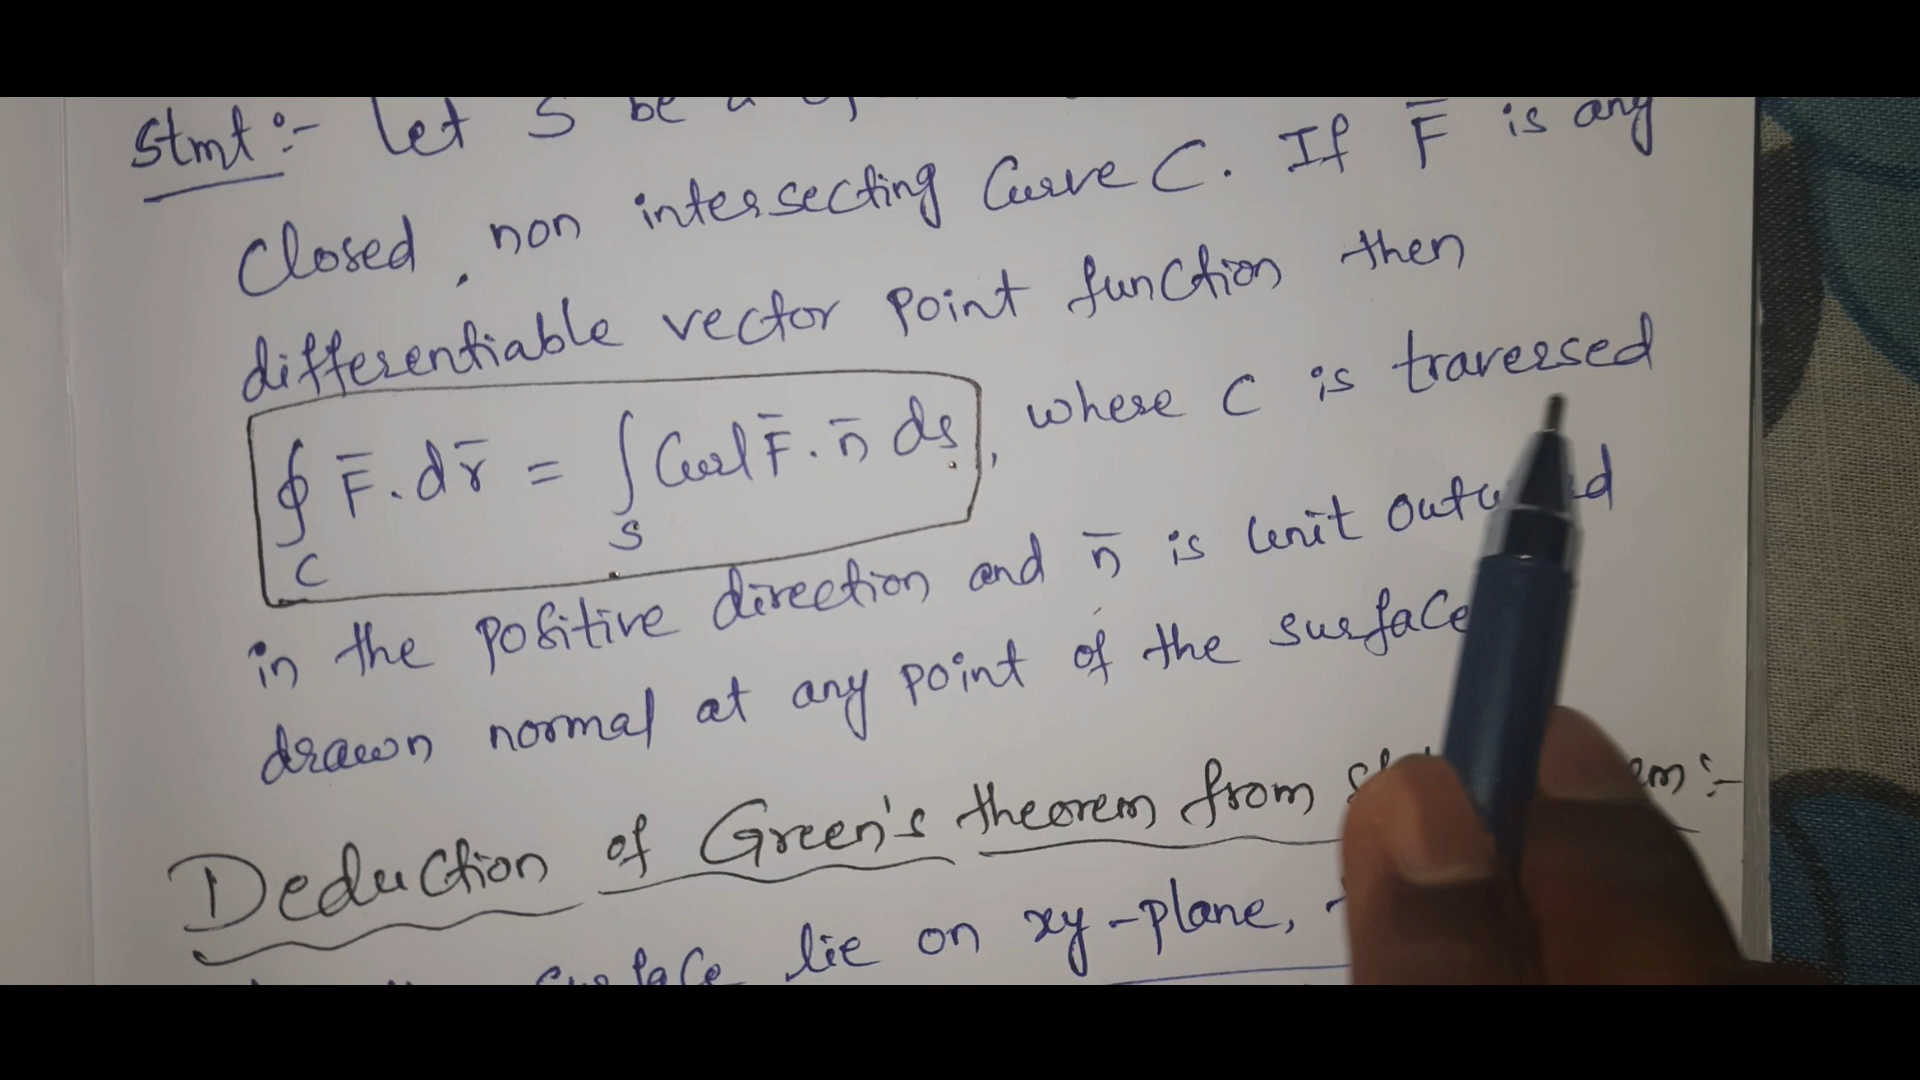 Stmt:- Let S be a
Closed, non intersecting Curve C. If F̅ is any
differentiable vector point function then
∮_C F̅. dr̅ = ∫_S Curl F̅. n̅ ds, where C is traversed
in the positive direction and n̅ is unit
drawn normal at any point of the surface
Deduction of Green's theorem from
surface lie on xy-plane,